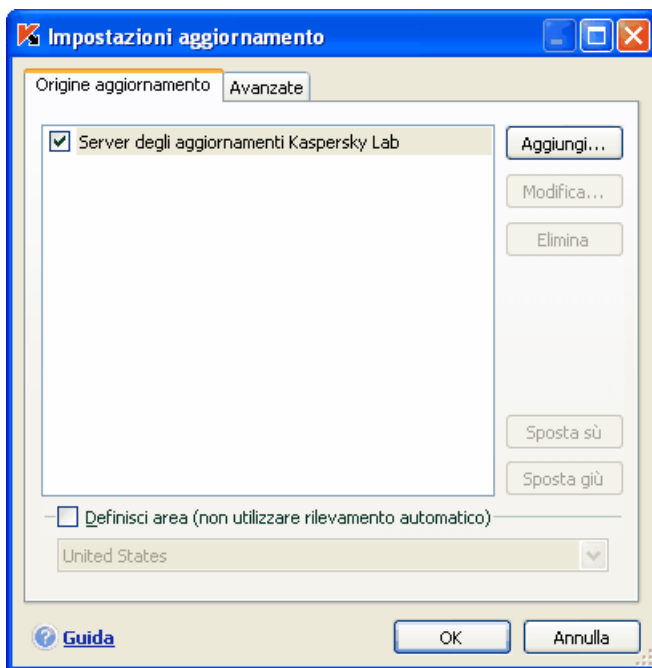 Impostazioni aggiornamento
Origine aggiornamento
Avanzate
Server degli aggiornamenti Kaspersky Lab
Aggiungi...
Modifica...
Elimina
Sposta sù
Sposta giù
Definisci area (non utilizzare rilevamento automatico)
United States
Guida
OK
Annulla